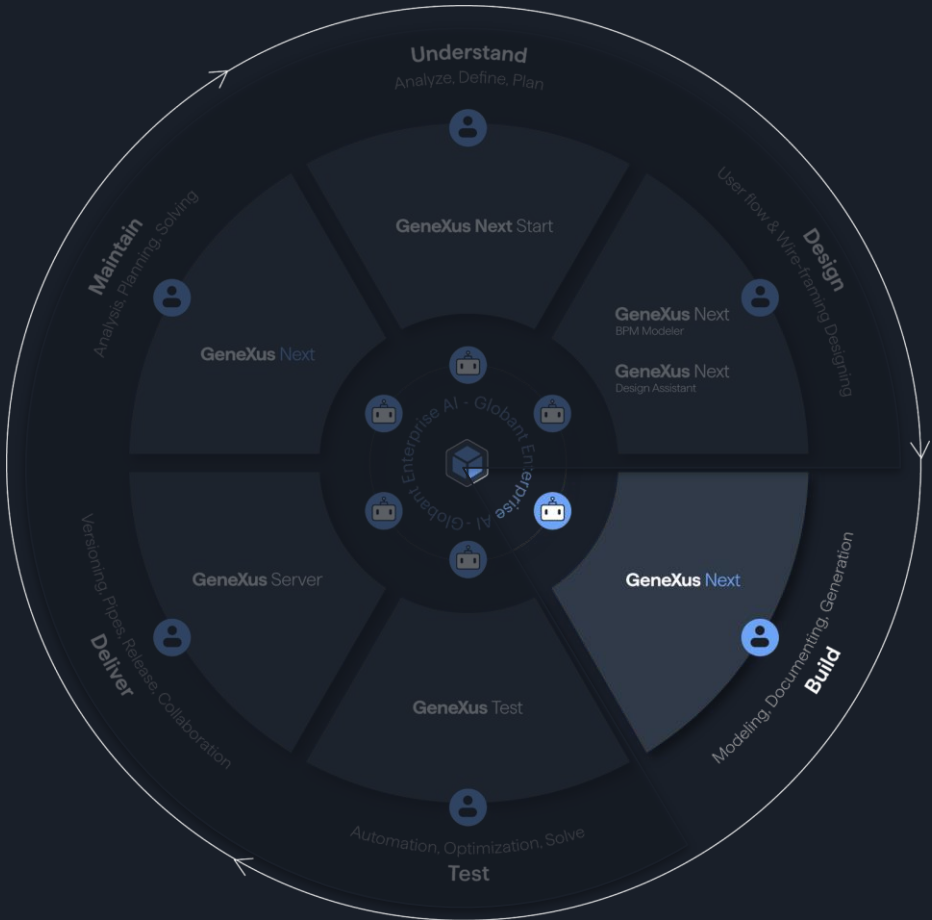 Understand
Analyze, Define, Plan
GeneXus Next Start
Design
User flow & Wire-framing Designing
GeneXus Next
BPM Modeler
GeneXus Next
Design Assistant
Build
Modeling, Documenting, Generation
GeneXus Next
Test
Automation, Optimization, Solve
GeneXus Test
Deliver
Versioning, Pipes, Release, Collaboration
GeneXus Server
Maintain
Analysis, Planning, Solving
GeneXus Next
Globant Enterprise AI - Globant Enterprise AI -